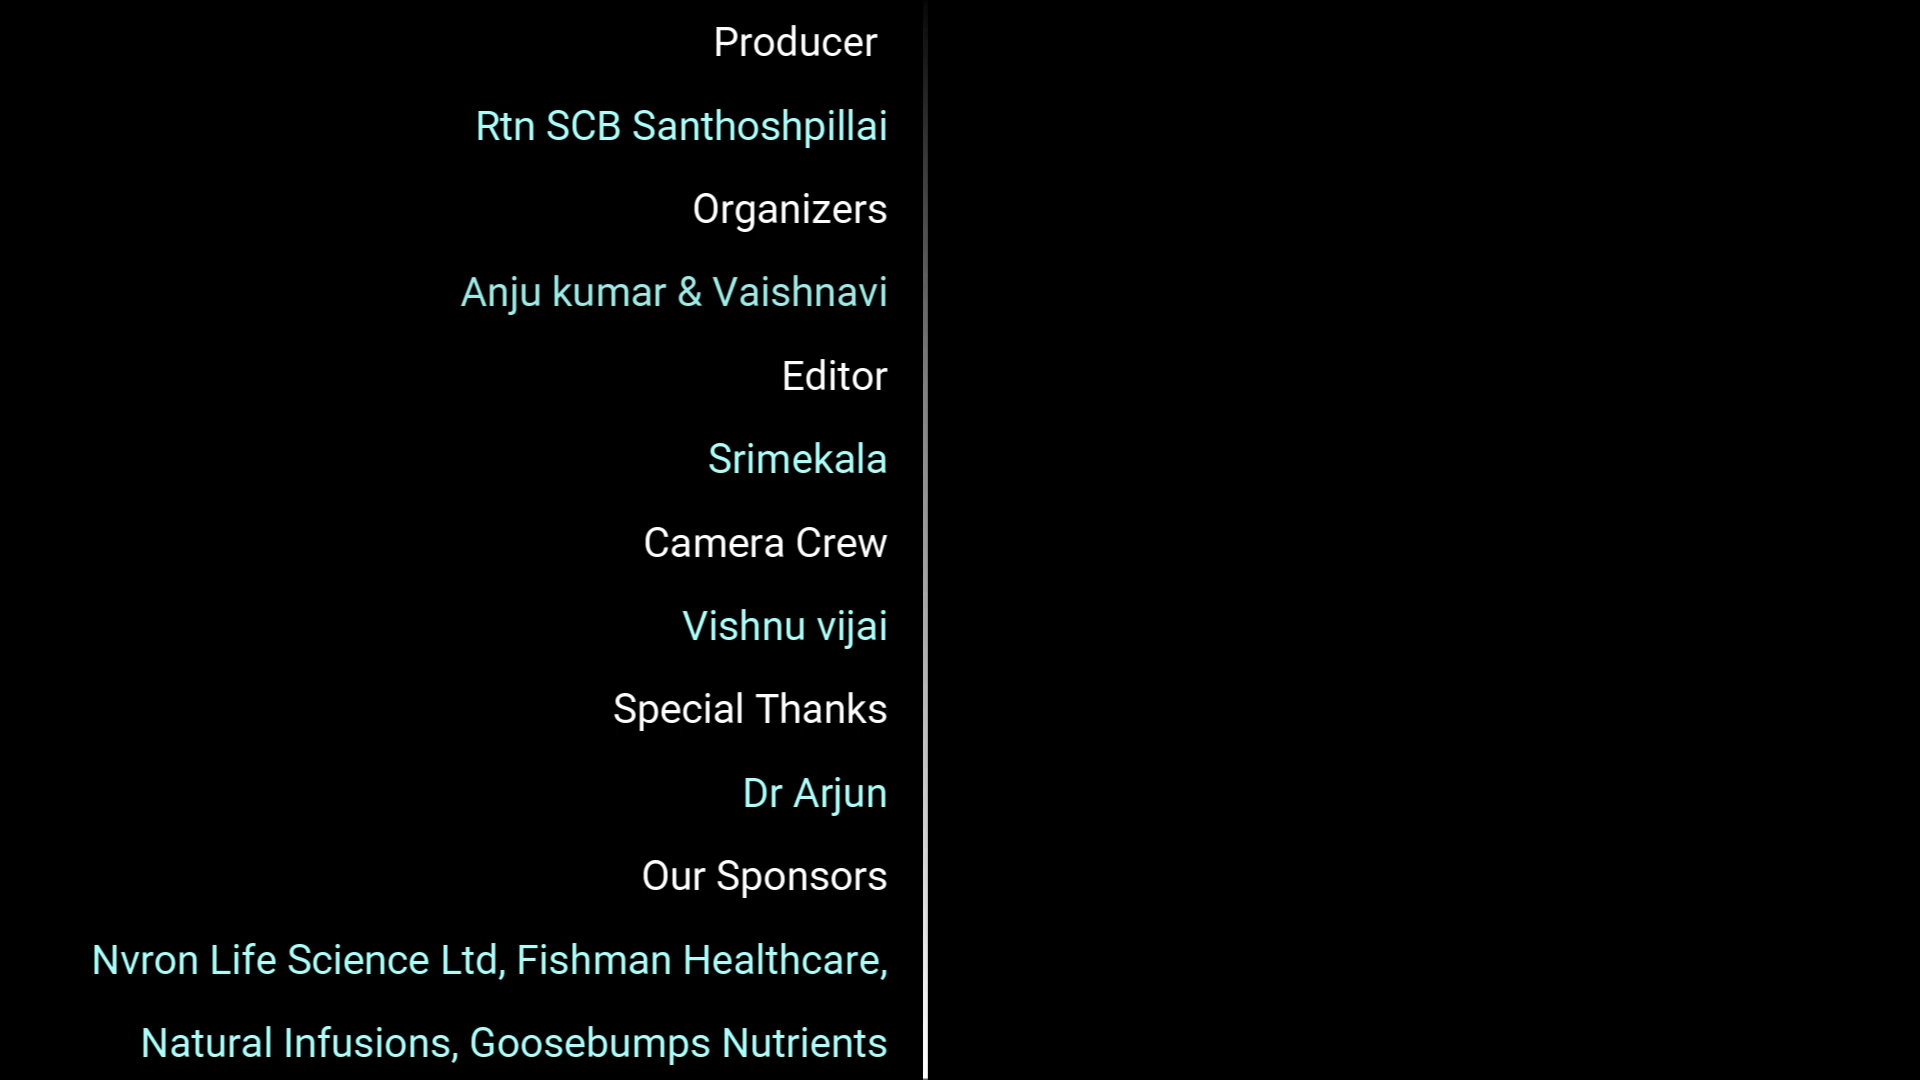 Producer
Rtn SCB Santhoshpillai
Organizers
Anju kumar & Vaishnavi
Editor
Srimekala
Camera Crew
Vishnu vijai
Special Thanks
Dr Arjun
Our Sponsors
Nvron Life Science Ltd, Fishman Healthcare,
Natural Infusions, Goosebumps Nutrients